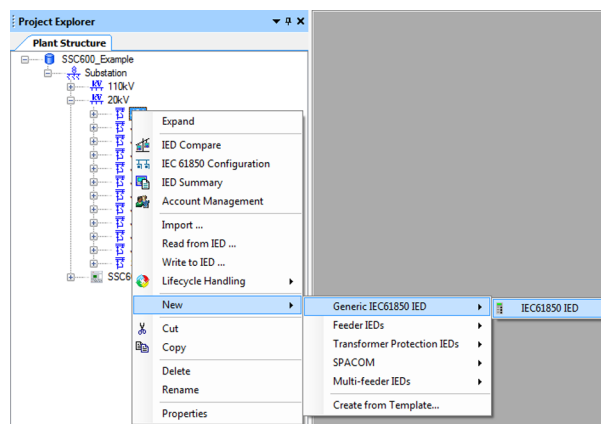 Project Explorer
Plant Structure
SSC600_Example
Substation
110kV
20kV
Expand
IED Compare
IEC 61850 Configuration
IED Summary
Account Management
Import ...
Read from IED ...
Write to IED ...
SSC6
Lifecycle Handling
New
Generic IEC61850 IED
IEC61850 IED
Feeder IEDs
Cut
Transformer Protection IEDs
Copy
SPACOM
Multi-feeder IEDs
Delete
Rename
Create from Template...
Properties